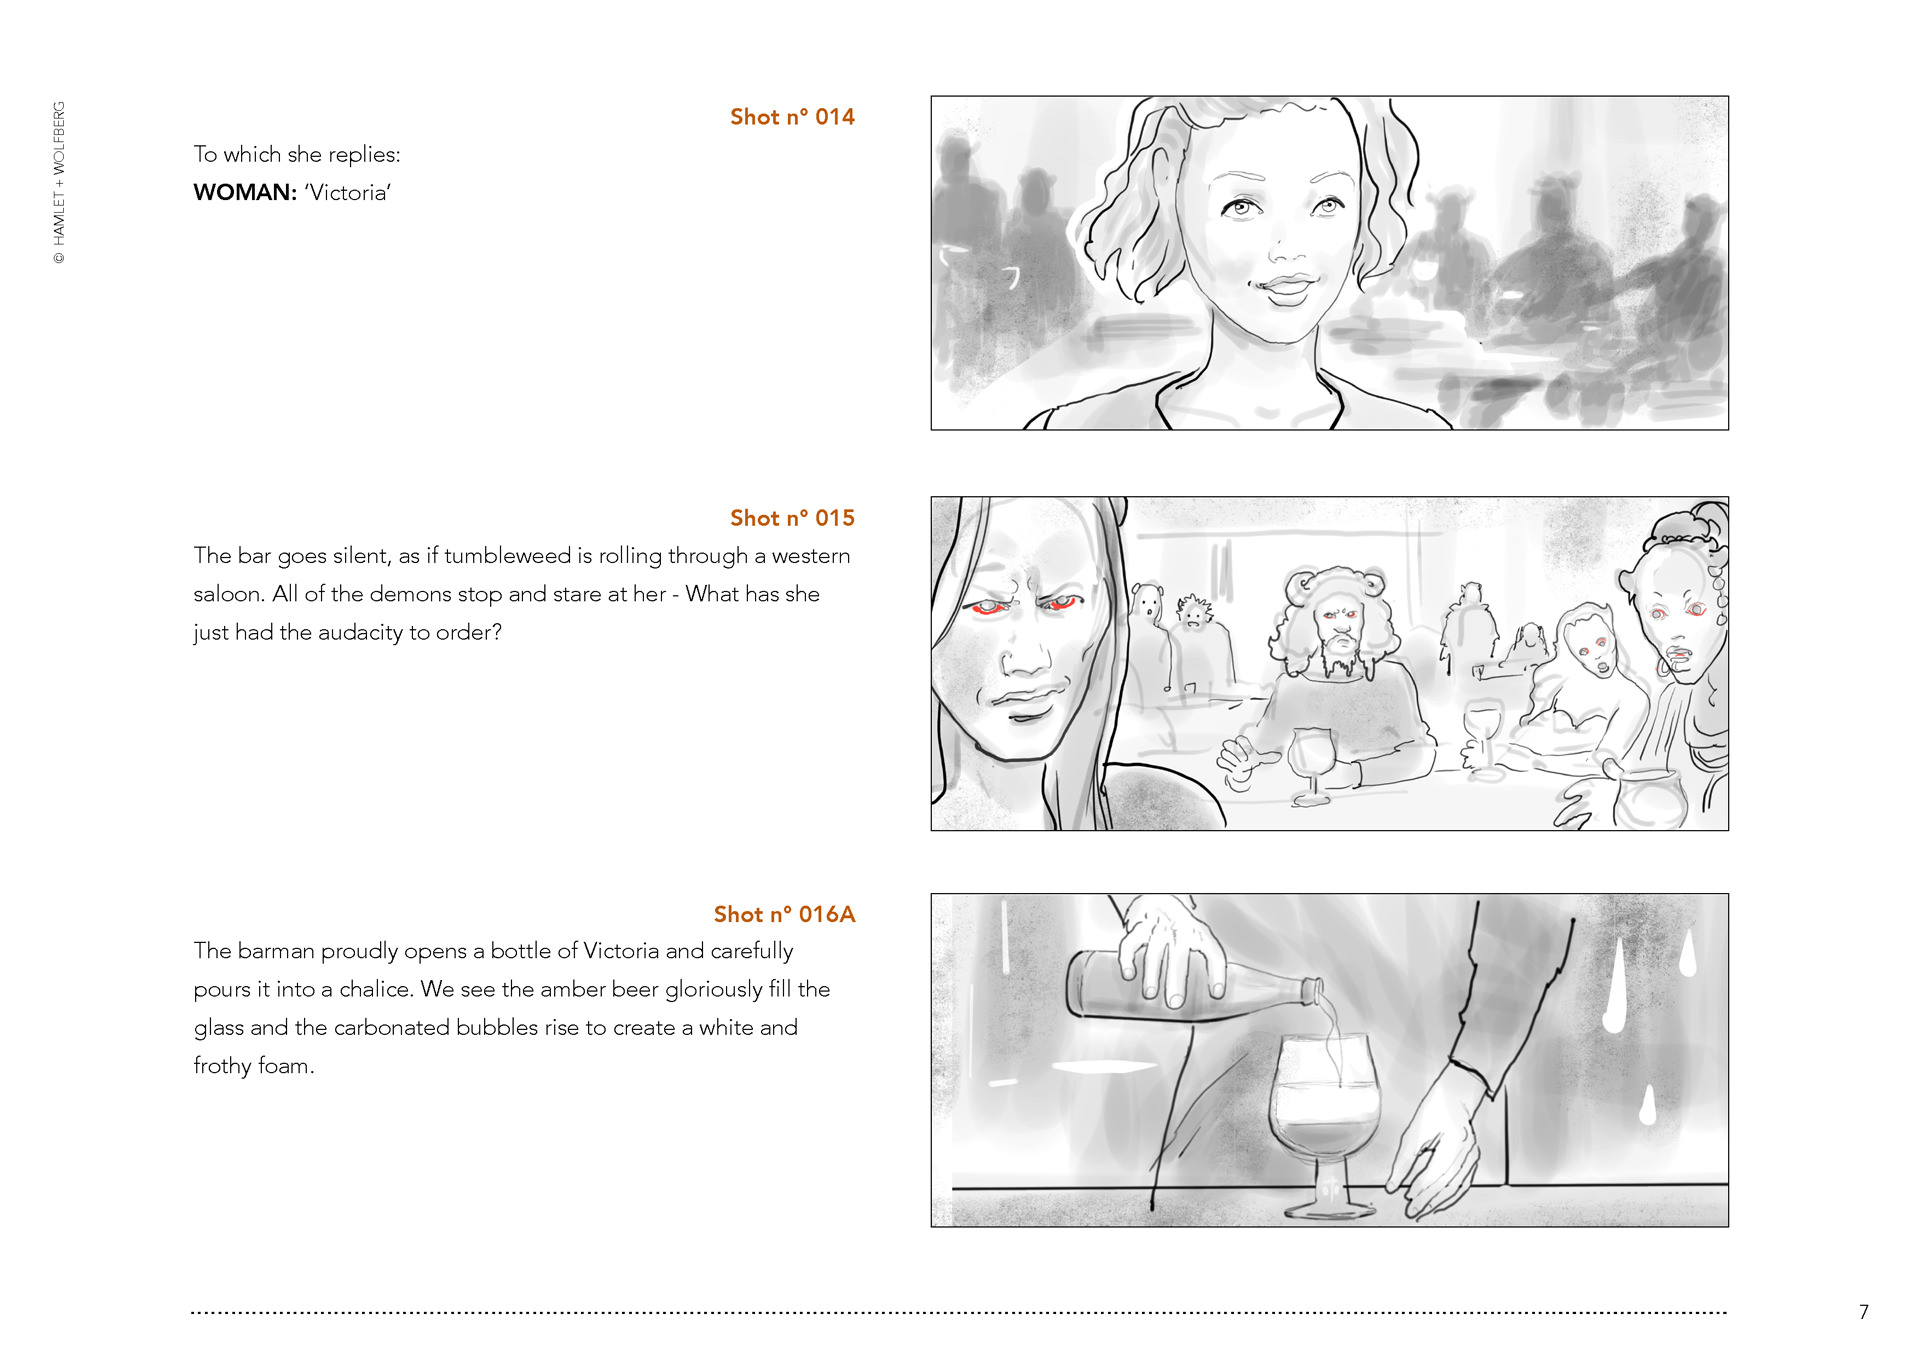 © HAMLET + WOLFBERG
Shot n° 014
To which she replies:
WOMAN: ‘Victoria’
Shot n° 015
The bar goes silent, as if tumbleweed is rolling through a western
saloon. All of the demons stop and stare at her - What has she
just had the audacity to order?
Shot n° 016A
The barman proudly opens a bottle of Victoria and carefully
pours it into a chalice. We see the amber beer gloriously fill the
glass and the carbonated bubbles rise to create a white and
frothy foam.
7